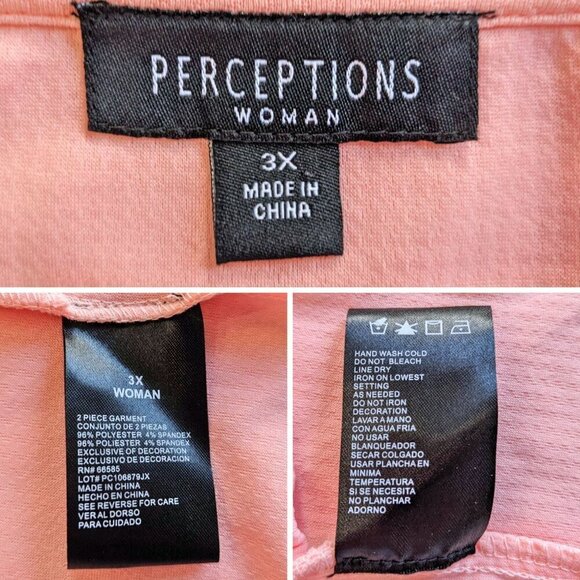 PERCEPTIONS
WOMAN
3X
MADE IN
CHINA
3X
WOMAN
2 PIECE GARMENT
CONJUNTO DE 2 PIEZAS
96% POLYESTER 4% SPANDEX
96% POLIESTER 4% SPANDEX
EXCLUSIVE OF DECORATION
EXCLUSIVO DE DECORACION
RN# 66585
LOT# PC106879JX
MADE IN CHINA
HECHO EN CHINA
SEE REVERSE FOR CARE
VER AL DORSO
PARA CUIDADO
HAND WASH COLD
DO NOT BLEACH
LINE DRY
IRON ON LOWEST
SETTING
AS NEEDED
DO NOT IRON
DECORATION
LAVAR A MANO
CON AGUA FRIA
NO USAR
BLANQUEADOR
SECAR COLGADO
USAR PLANCHA EN
MINIMA
TEMPERATURA
SI SE NECESITA
NO PLANCHAR
ADORNO